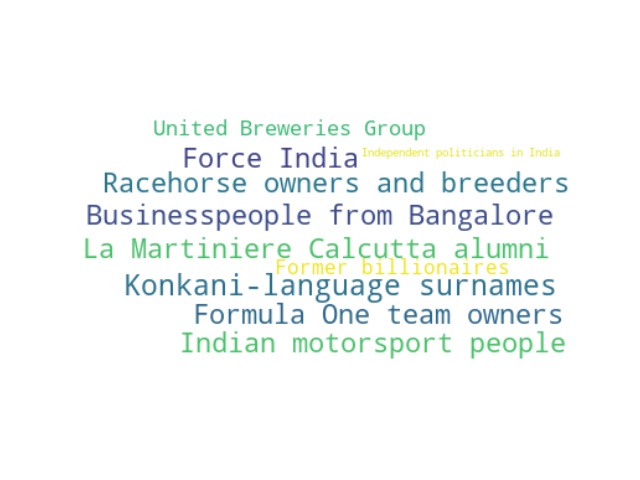 United Breweries Group
Force India
Independent politicians in India
Racehorse owners and breeders
Businesspeople from Bangalore
La Martiniere Calcutta alumni
Former billionaires
Konkani-language surnames
Formula One team owners
Indian motorsport people